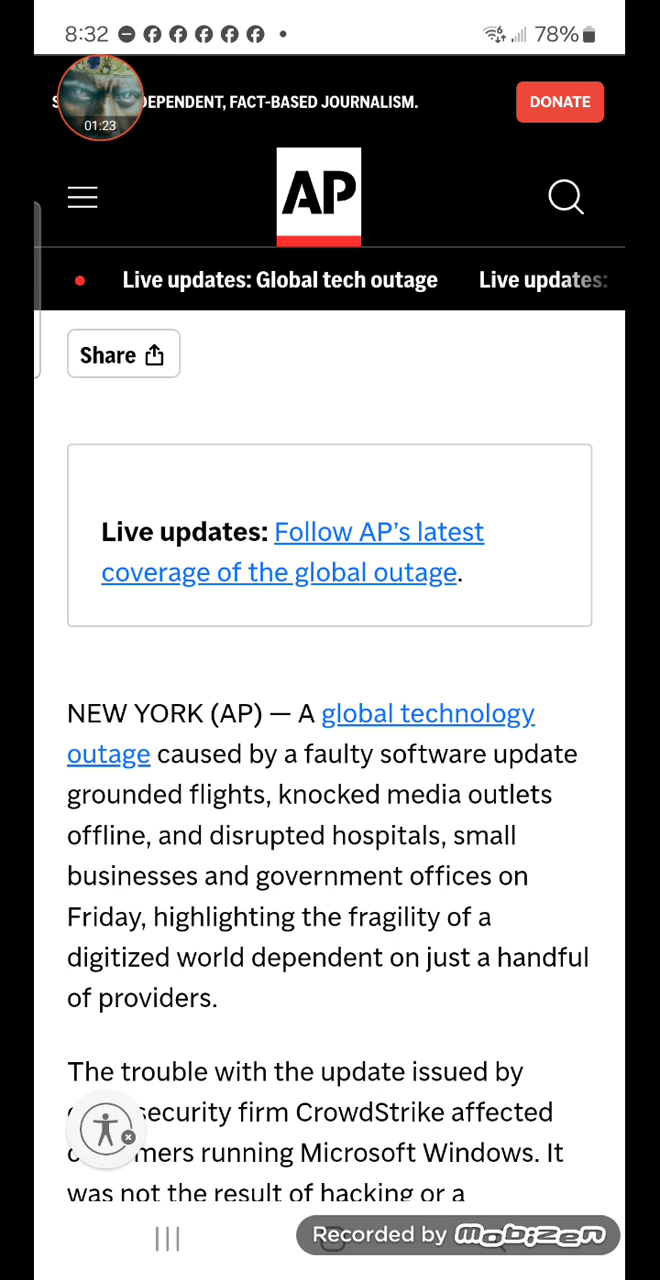 8:32 78%
DEPENDENT, FACT-BASED JOURNALISM.
DONATE
01:23
AP
Live updates: Global tech outage Live updates:
Share
Live updates: Follow AP’s latest
coverage of the global outage.
NEW YORK (AP) — A global technology
outage caused by a faulty software update
grounded flights, knocked media outlets
offline, and disrupted hospitals, small
businesses and government offices on
Friday, highlighting the fragility of a
digitized world dependent on just a handful
of providers.
The trouble with the update issued by
security firm CrowdStrike affected
mers running Microsoft Windows. It
was not the result of hacking or a
Recorded by mobizen